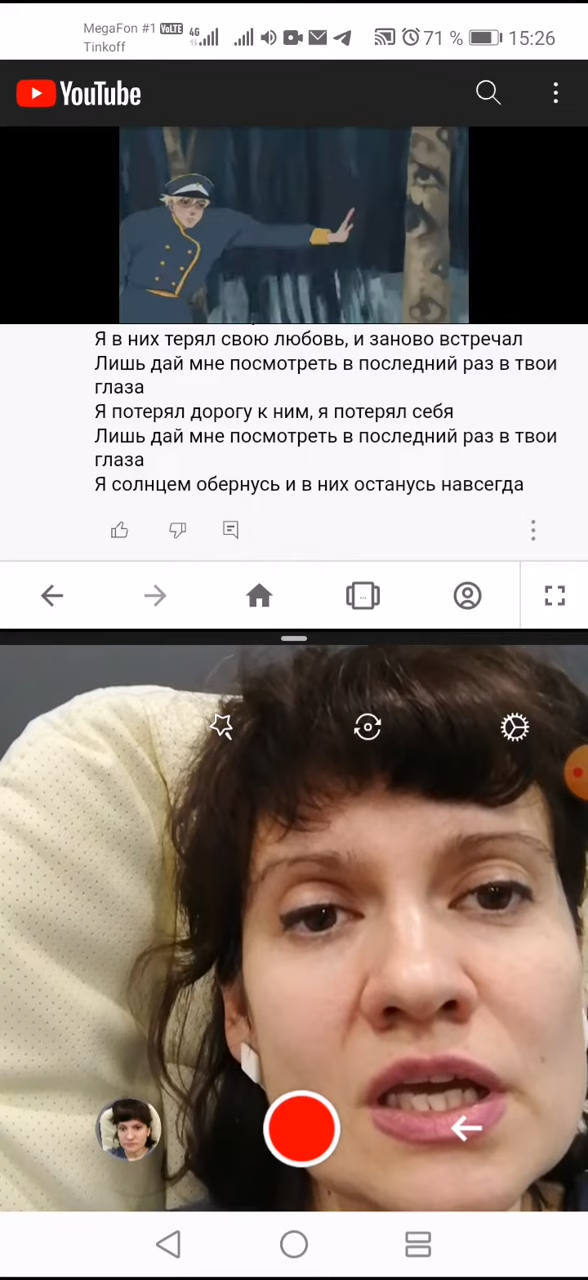 MegaFon #1 VoLTE 4G 71 % 15:26
Tinkoff
YouTube
Я в них терял свою любовь, и заново встречал
Лишь дай мне посмотреть в последний раз в твои
глаза
Я потерял дорогу к ним, я потерял себя
Лишь дай мне посмотреть в последний раз в твои
глаза
Я солнцем обернусь и в них останусь навсегда